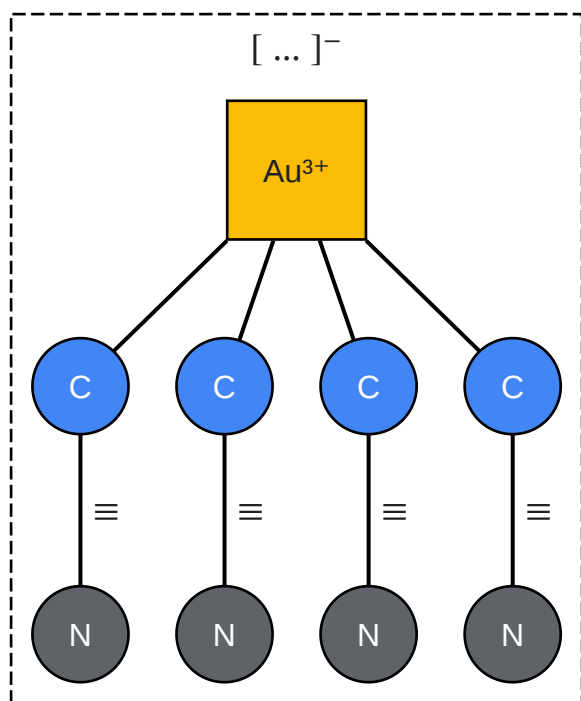 [ ... ]⁻
Au³⁺
C C C C
≡ ≡ ≡ ≡
N N N N